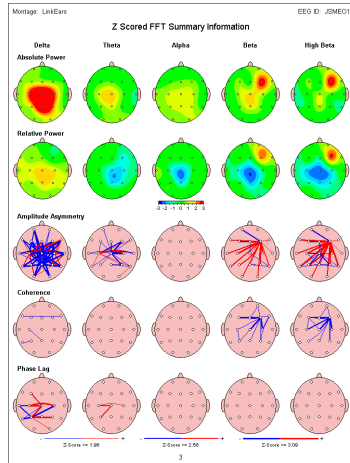 Montage: LinkEars EEG ID: JSMEO1
Z Scored FFT Summary Information
Delta Theta Alpha Beta High Beta
Absolute Power
Relative Power
-3 -2 -1 0 1 2 3
Amplitude Asymmetry
Coherence
Phase Lag
- + - + - +
Z-Score >= 1.96 Z-Score >= 2.58 Z-Score >= 3.09
3